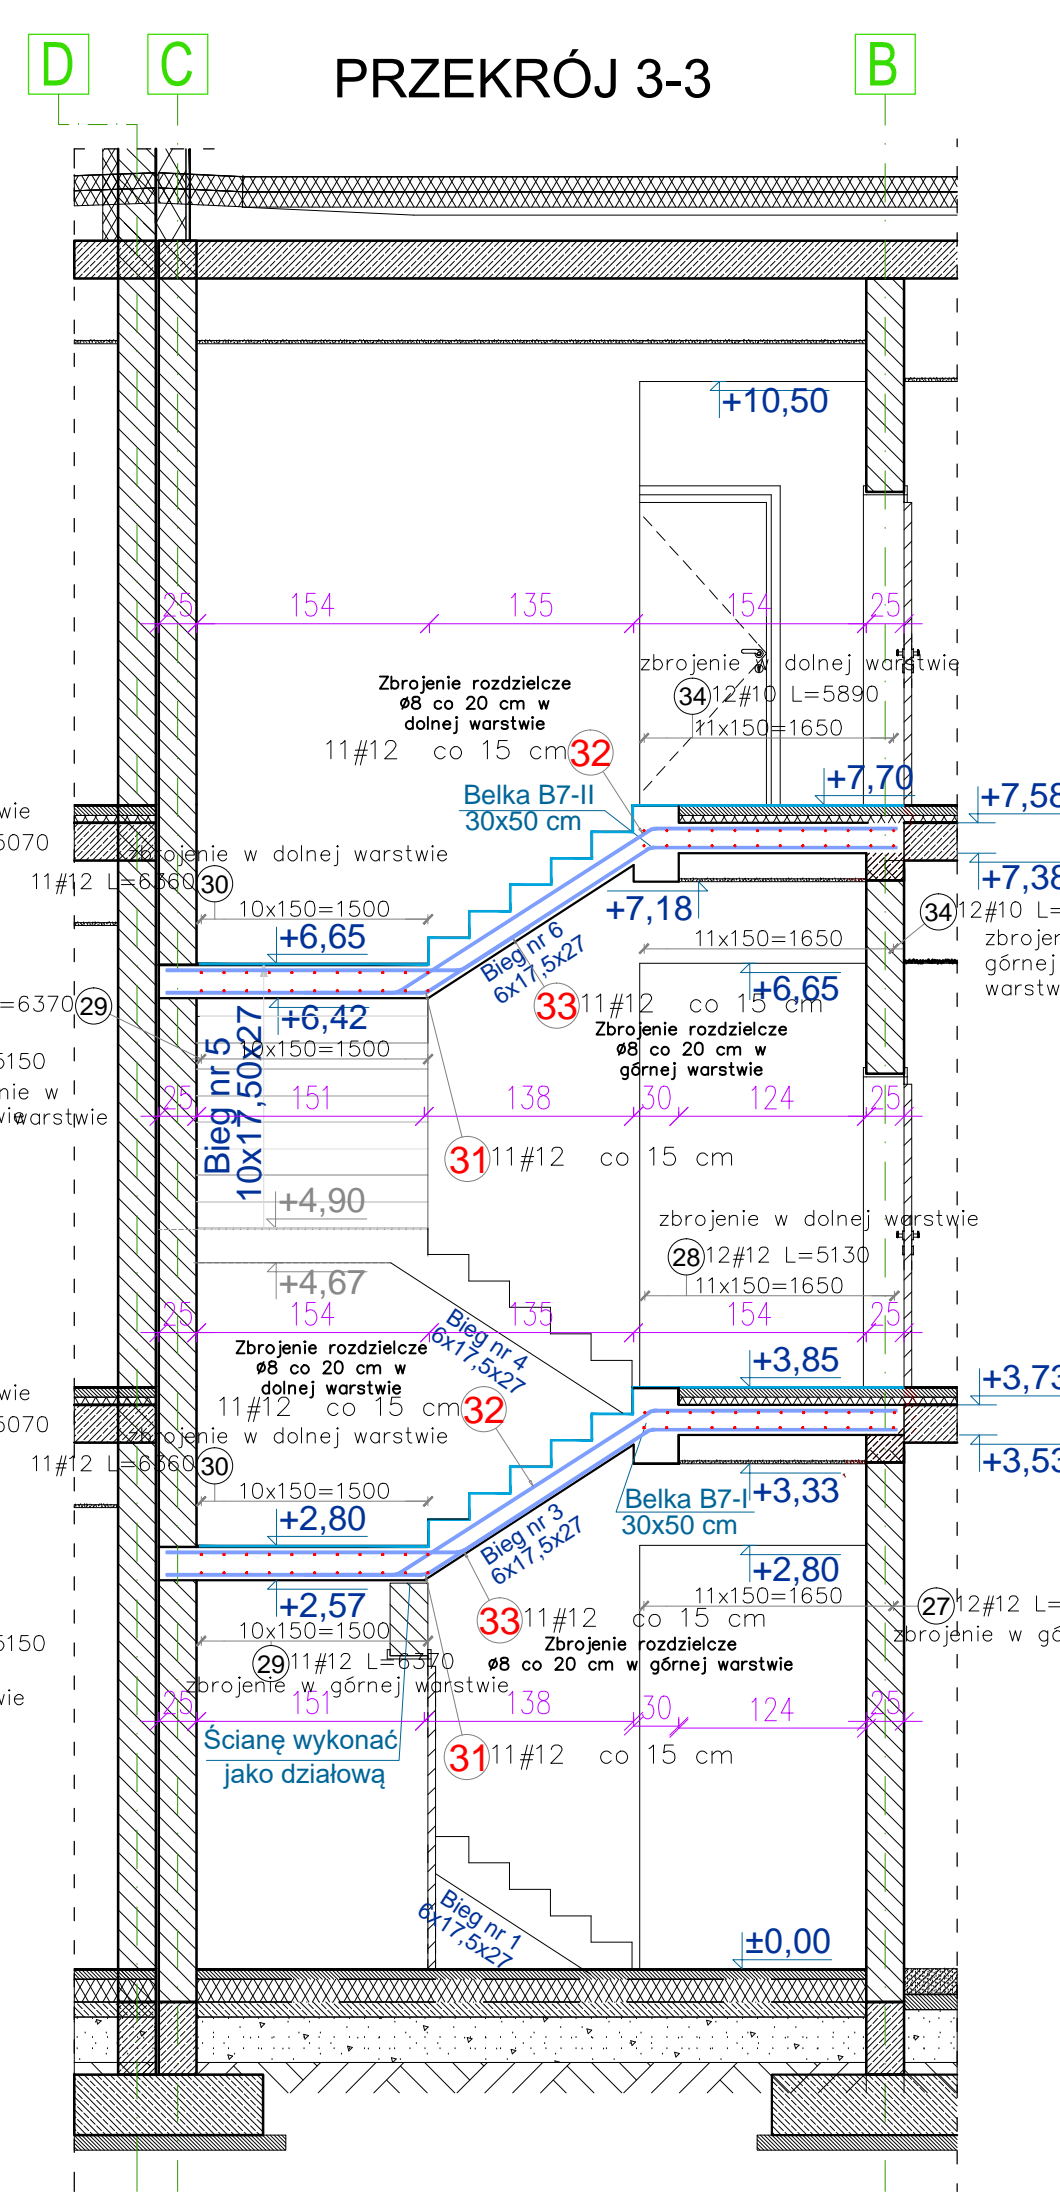 D
C
PRZEKRÓJ 3-3
B
+10,50
25
154
135
154
25
zbrojenie w dolnej warstwie
34 12#10 L=5890
11x150=1650
Zbrojenie rozdzielcze
ø8 co 20 cm w
dolnej warstwie
11#12 co 15 cm 32
Belka B7-II
30x50 cm
+7,70
+7,58
5070
zbrojenie w dolnej warstwie
11#12 L=6360 30
10x150=1500
+7,38
+7,18
+6,65
Bieg nr 6
6x17,5x27
11x150=1650
34 12#10 L=
górnej
+6,65
=6370 29
+6,42
10x150=1500
33 11#12 co 15 cm
Zbrojenie rozdzielcze
ø8 co 20 cm w
górnej warstwie
5150
warstwie
Bieg nr 5
10x17,50x27
25
151
138
30
124
25
31 11#12 co 15 cm
+4,90
+4,67
zbrojenie w dolnej warstwie
28 12#12 L=5130
11x150=1650
25
154
135
154
25
Bieg nr 4
6x17,5x27
Zbrojenie rozdzielcze
ø8 co 20 cm w
dolnej warstwie
11#12 co 15 cm 32
+3,85
+3,73
5070
zbrojenie w dolnej warstwie
11#12 L=6360 30
10x150=1500
+3,53
+3,33
Belka B7-I
30x50 cm
+2,80
Bieg nr 3
6x17,5x27
+2,80
+2,57
11x150=1650
27 12#12 L=
10x150=1500
33 11#12 co 15 cm
Zbrojenie rozdzielcze
ø8 co 20 cm w górnej warstwie
5150
29 11#12 L=6370
zbrojenie w górnej warstwie
25
151
138
30
124
25
Ścianę wykonać
jako działową
31 11#12 co 15 cm
Bieg nr 1
6x17,5x27
±0,00